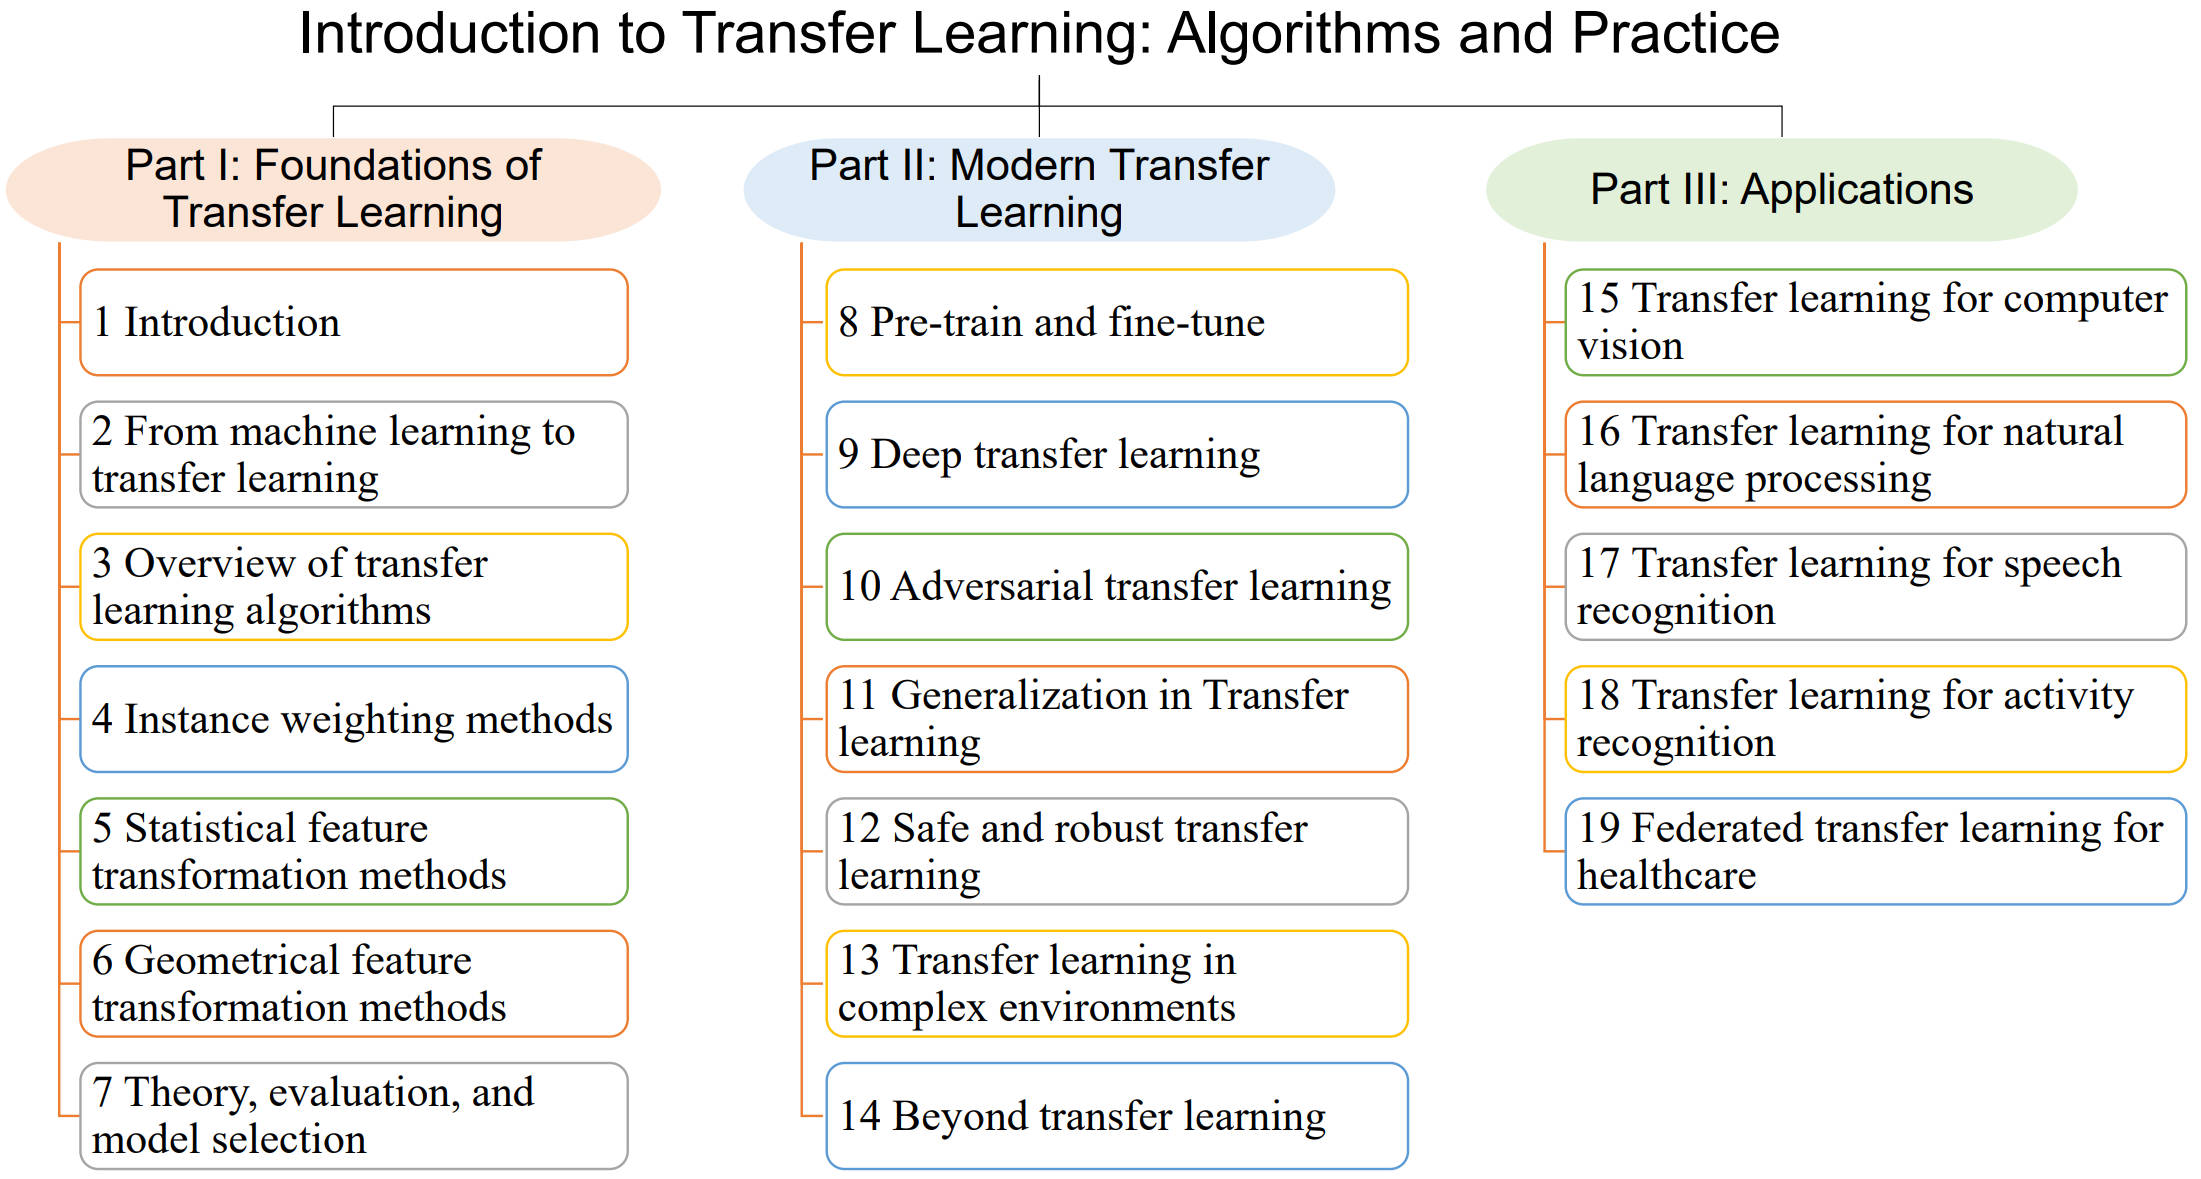 Introduction to Transfer Learning: Algorithms and Practice
Part I: Foundations of
Transfer Learning
1 Introduction
2 From machine learning to
transfer learning
3 Overview of transfer
learning algorithms
4 Instance weighting methods
5 Statistical feature
transformation methods
6 Geometrical feature
transformation methods
7 Theory, evaluation, and
model selection
Part II: Modern Transfer
Learning
8 Pre-train and fine-tune
9 Deep transfer learning
10 Adversarial transfer learning
11 Generalization in Transfer
learning
12 Safe and robust transfer
learning
13 Transfer learning in
complex environments
14 Beyond transfer learning
Part III: Applications
15 Transfer learning for computer
vision
16 Transfer learning for natural
language processing
17 Transfer learning for speech
recognition
18 Transfer learning for activity
recognition
19 Federated transfer learning for
healthcare